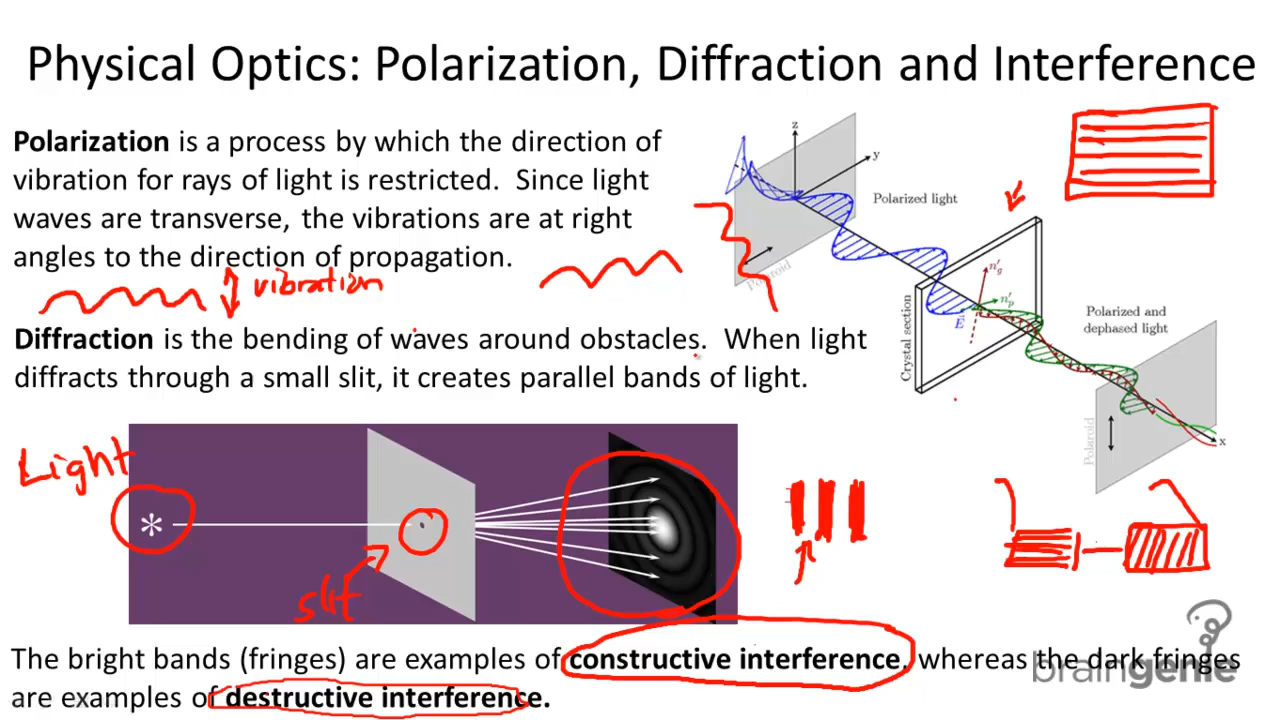 Physical Optics: Polarization, Diffraction and Interference
Polarization is a process by which the direction of
vibration for rays of light is restricted. Since light
waves are transverse, the vibrations are at right
angles to the direction of propagation.
vibration
Diffraction is the bending of waves around obstacles. When light
diffracts through a small slit, it creates parallel bands of light.
z
y
Polarized light
Polaroid
n'g
n'p
E
Crystal section
Polarized and
dephased light
Polaroid
x
Light
*
slit
The bright bands (fringes) are examples of constructive interference, whereas the dark fringes
are examples of destructive interference.
braingenie